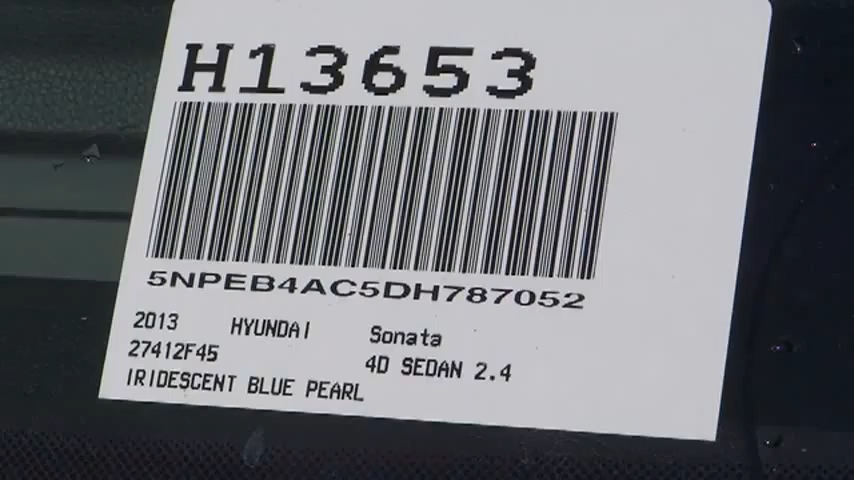 H13653
5NPEB4AC5DH787052
2013 HYUNDAI Sonata
27412F45 4D SEDAN 2.4
IRIDESCENT BLUE PEARL